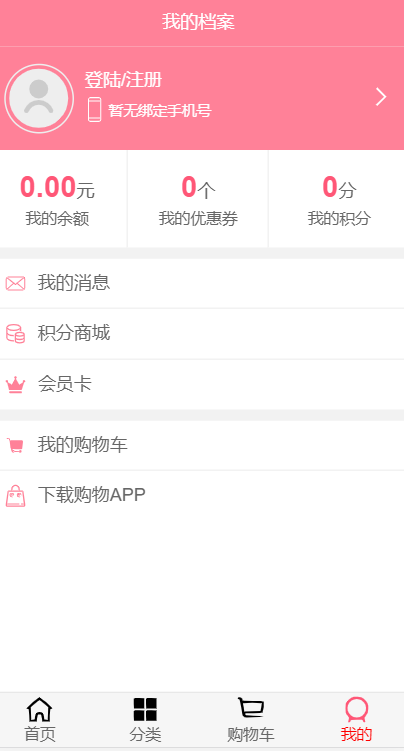 我的档案
登陆/注册
暂无绑定手机号
0.00元 0个 0分
我的余额 我的优惠券 我的积分
我的消息
积分商城
会员卡
我的购物车
下载购物APP
首页 分类 购物车 我的